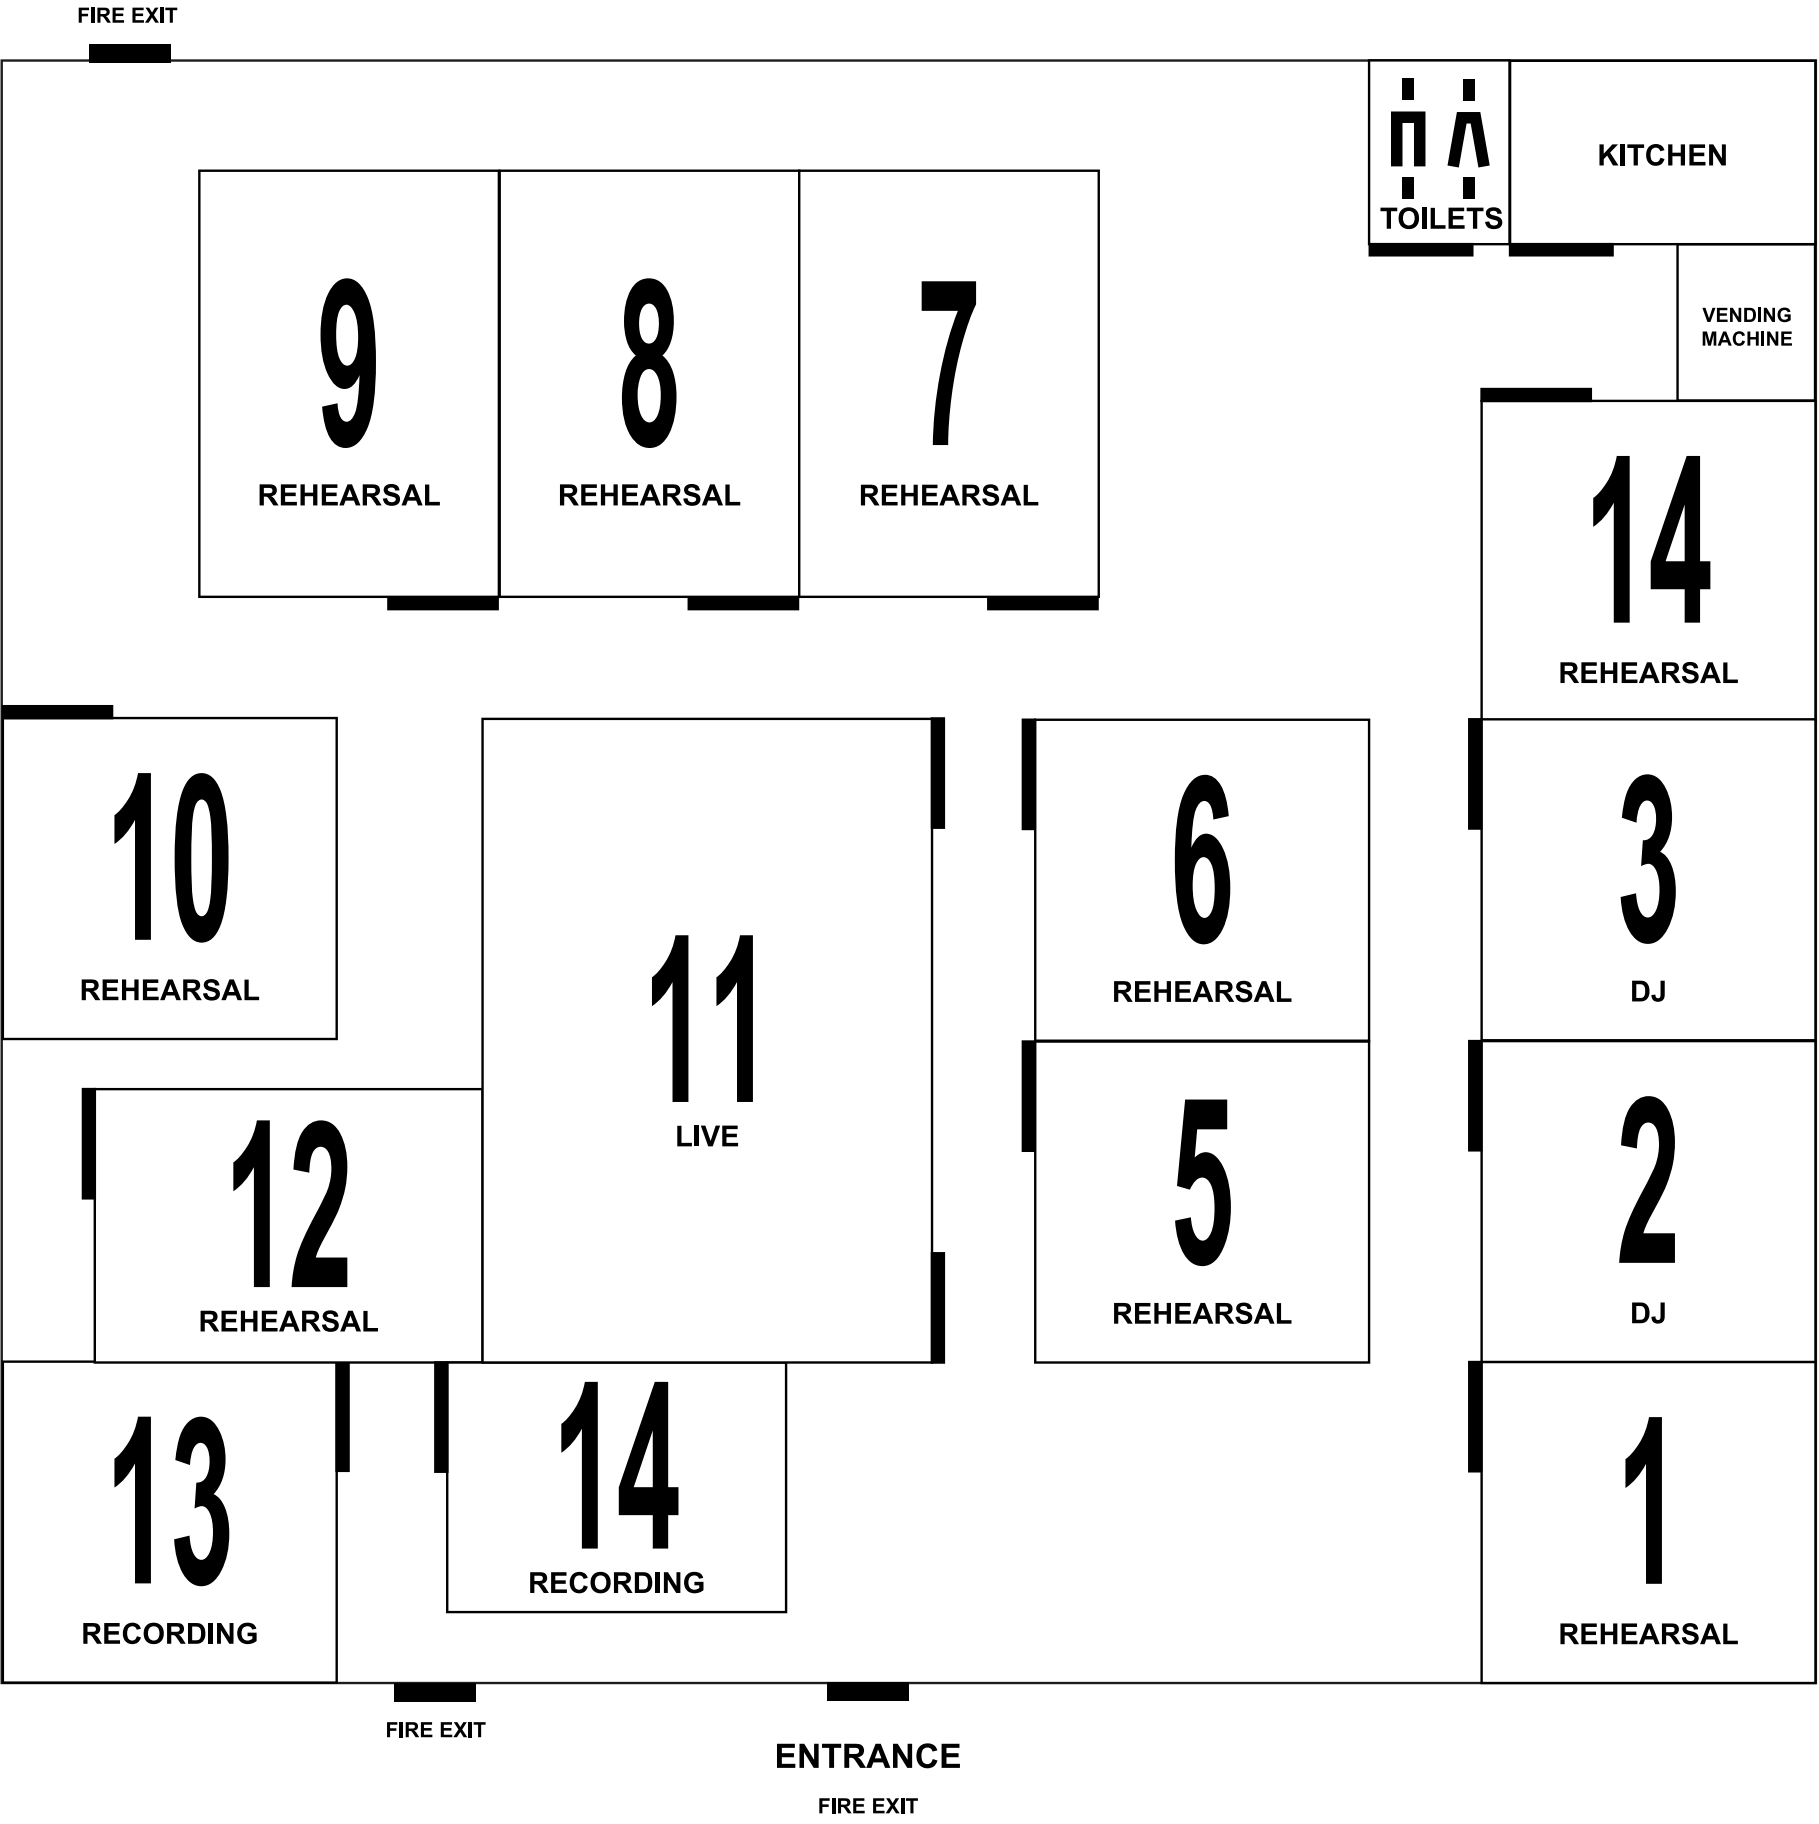 FIRE EXIT
TOILETS
KITCHEN
VENDING
MACHINE
9
REHEARSAL
8
REHEARSAL
7
REHEARSAL
14
REHEARSAL
10
REHEARSAL
11
LIVE
6
REHEARSAL
3
DJ
12
REHEARSAL
5
REHEARSAL
2
DJ
13
RECORDING
14
RECORDING
1
REHEARSAL
FIRE EXIT
ENTRANCE
FIRE EXIT